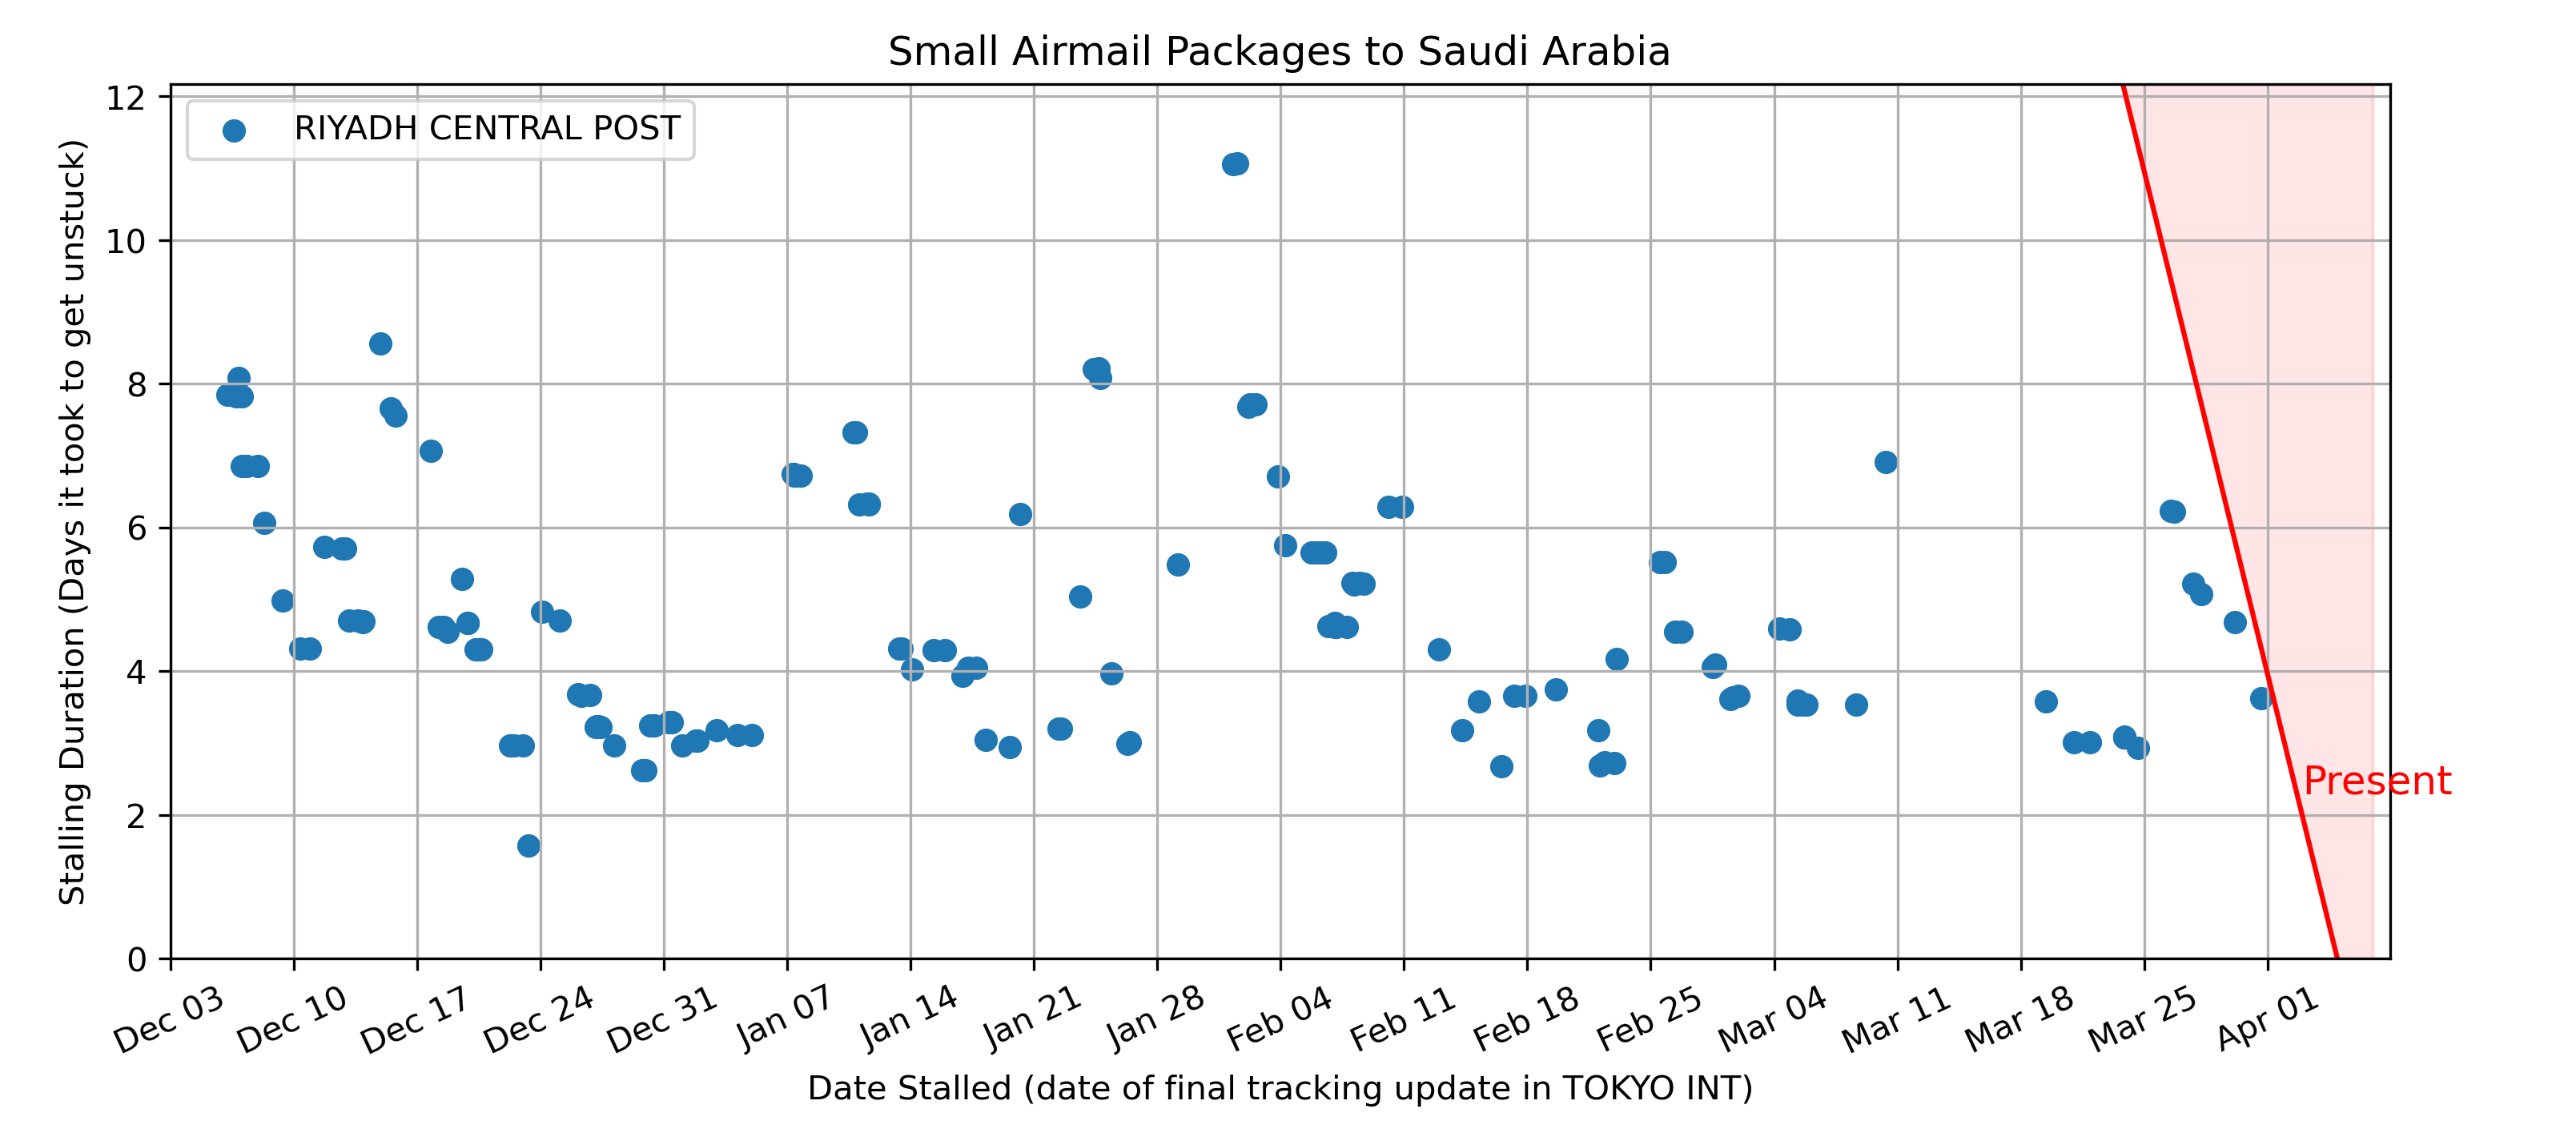 Small Airmail Packages to Saudi Arabia
RIYADH CENTRAL POST
Stalling Duration (Days it took to get unstuck)
12
10
8
6
4
2
0
Present
Dec 03
Dec 10
Dec 17
Dec 24
Dec 31
Jan 07
Jan 14
Jan 21
Jan 28
Feb 04
Feb 11
Feb 18
Feb 25
Mar 04
Mar 11
Mar 18
Mar 25
Apr 01
Date Stalled (date of final tracking update in TOKYO INT)